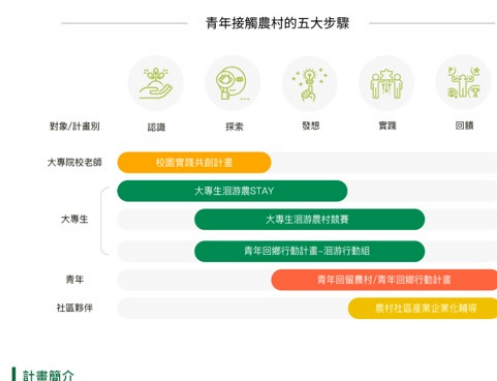 青年接觸農村的五大步驟
對象/計畫別 認識 探索 發想 實踐 回饋
大專院校老師 校園實踐共創計畫
大專生洄游農STAY
大專生 大專生洄游農村競賽
青年回鄉行動計畫-洄游行動組
青年 青年回留農村/青年回鄉行動計畫
社區夥伴 農村社區產業企業化輔導
計畫簡介